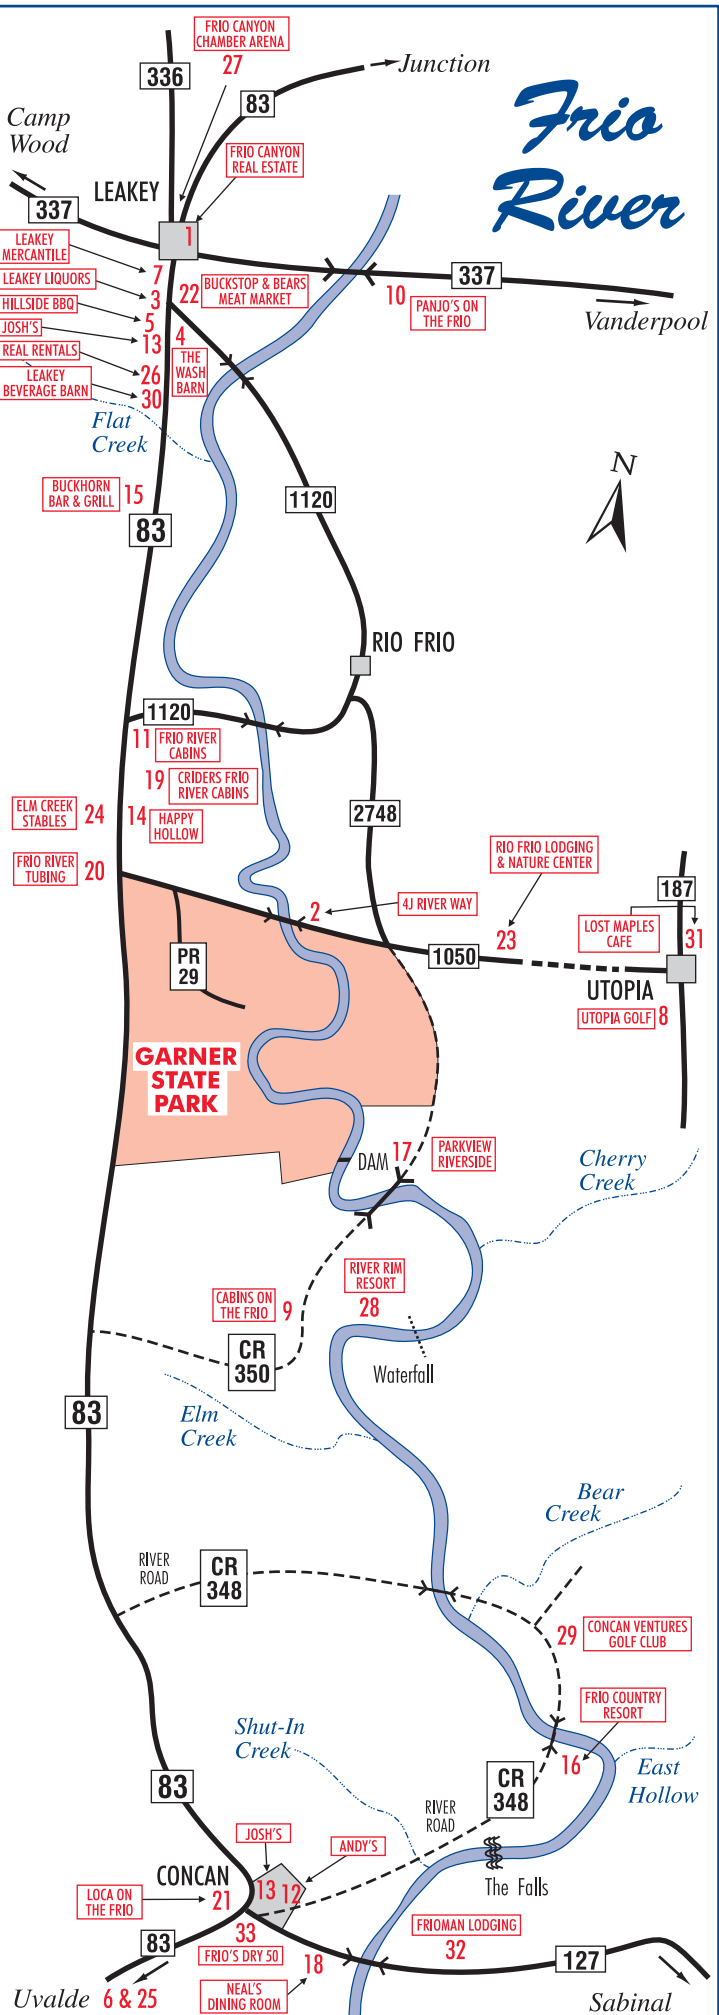 FRIO CANYON
CHAMBER ARENA
27
336
83
Junction
Frio
River
Camp
Wood
FRIO CANYON
REAL ESTATE
LEAKEY
337
1
LEAKEY
MERCANTILE
7
LEAKEY LIQUORS
3
22
BUCKSTOP & BEARS
MEAT MARKET
10
PANJO'S ON
THE FRIO
337
Vanderpool
HILLSIDE BBQ
5
JOSH'S
13
4
THE
WASH
BARN
REAL RENTALS
26
LEAKEY
BEVERAGE BARN
30
Flat
Creek
N
BUCKHORN
BAR & GRILL
15
1120
83
RIO FRIO
1120
11
FRIO RIVER
CABINS
19
CRIDERS FRIO
RIVER CABINS
ELM CREEK
STABLES
24
14
HAPPY
HOLLOW
2748
FRIO RIVER
TUBING
20
RIO FRIO LODGING
& NATURE CENTER
187
2
4J RIVER WAY
23
LOST MAPLES
CAFE
31
PR
29
1050
UTOPIA
UTOPIA GOLF
8
GARNER
STATE
PARK
DAM
17
PARKVIEW
RIVERSIDE
Cherry
Creek
RIVER RIM
RESORT
28
CABINS ON
THE FRIO
9
CR
350
Waterfall
83
Elm
Creek
Bear
Creek
RIVER
ROAD
CR
348
29
CONCAN VENTURES
GOLF CLUB
FRIO COUNTRY
RESORT
16
Shut-In
Creek
East
Hollow
83
CR
348
RIVER
ROAD
JOSH'S
ANDY'S
CONCAN
13
12
The Falls
LOCA ON
THE FRIO
21
33
FRIO'S DRY 50
FRIOMAN LODGING
32
83
18
NEAL'S
DINING ROOM
127
Uvalde
6 & 25
Sabinal